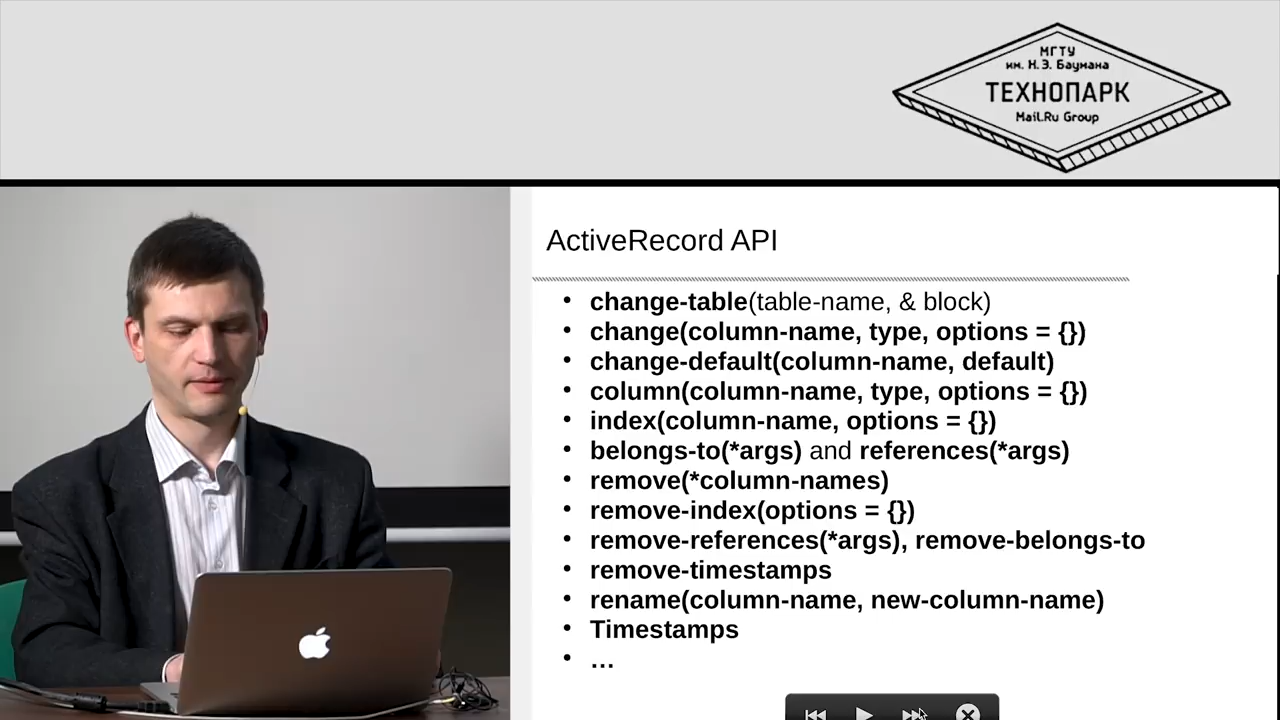 МГТУ
им. Н.Э. Баумана
ТЕХНОПАРК
Mail.Ru Group
ActiveRecord API
• change-table(table-name, & block)
• change(column-name, type, options = {})
• change-default(column-name, default)
• column(column-name, type, options = {})
• index(column-name, options = {})
• belongs-to(*args) and references(*args)
• remove(*column-names)
• remove-index(options = {})
• remove-references(*args), remove-belongs-to
• remove-timestamps
• rename(column-name, new-column-name)
• Timestamps
• ...